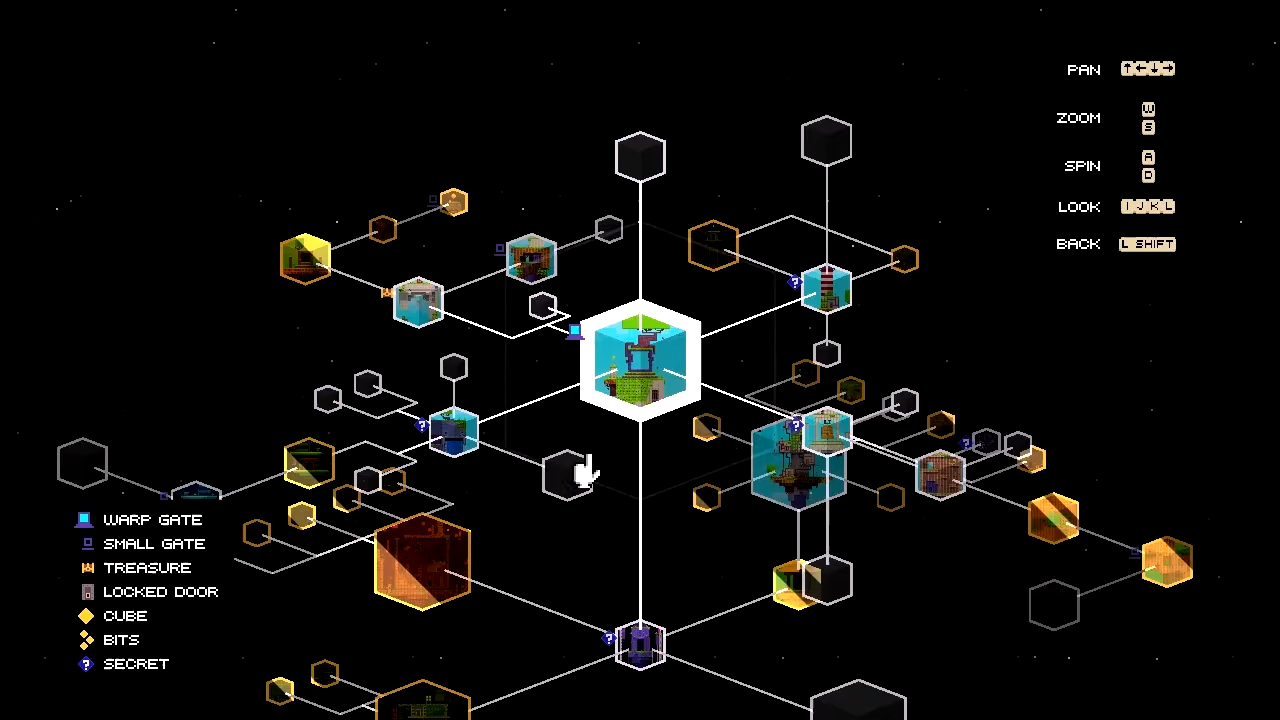 PAN ↑←↓→
ZOOM W
S
SPIN A
D
LOOK I J K L
BACK L SHIFT
WARP GATE
SMALL GATE
TREASURE
LOCKED DOOR
CUBE
BITS
? SECRET